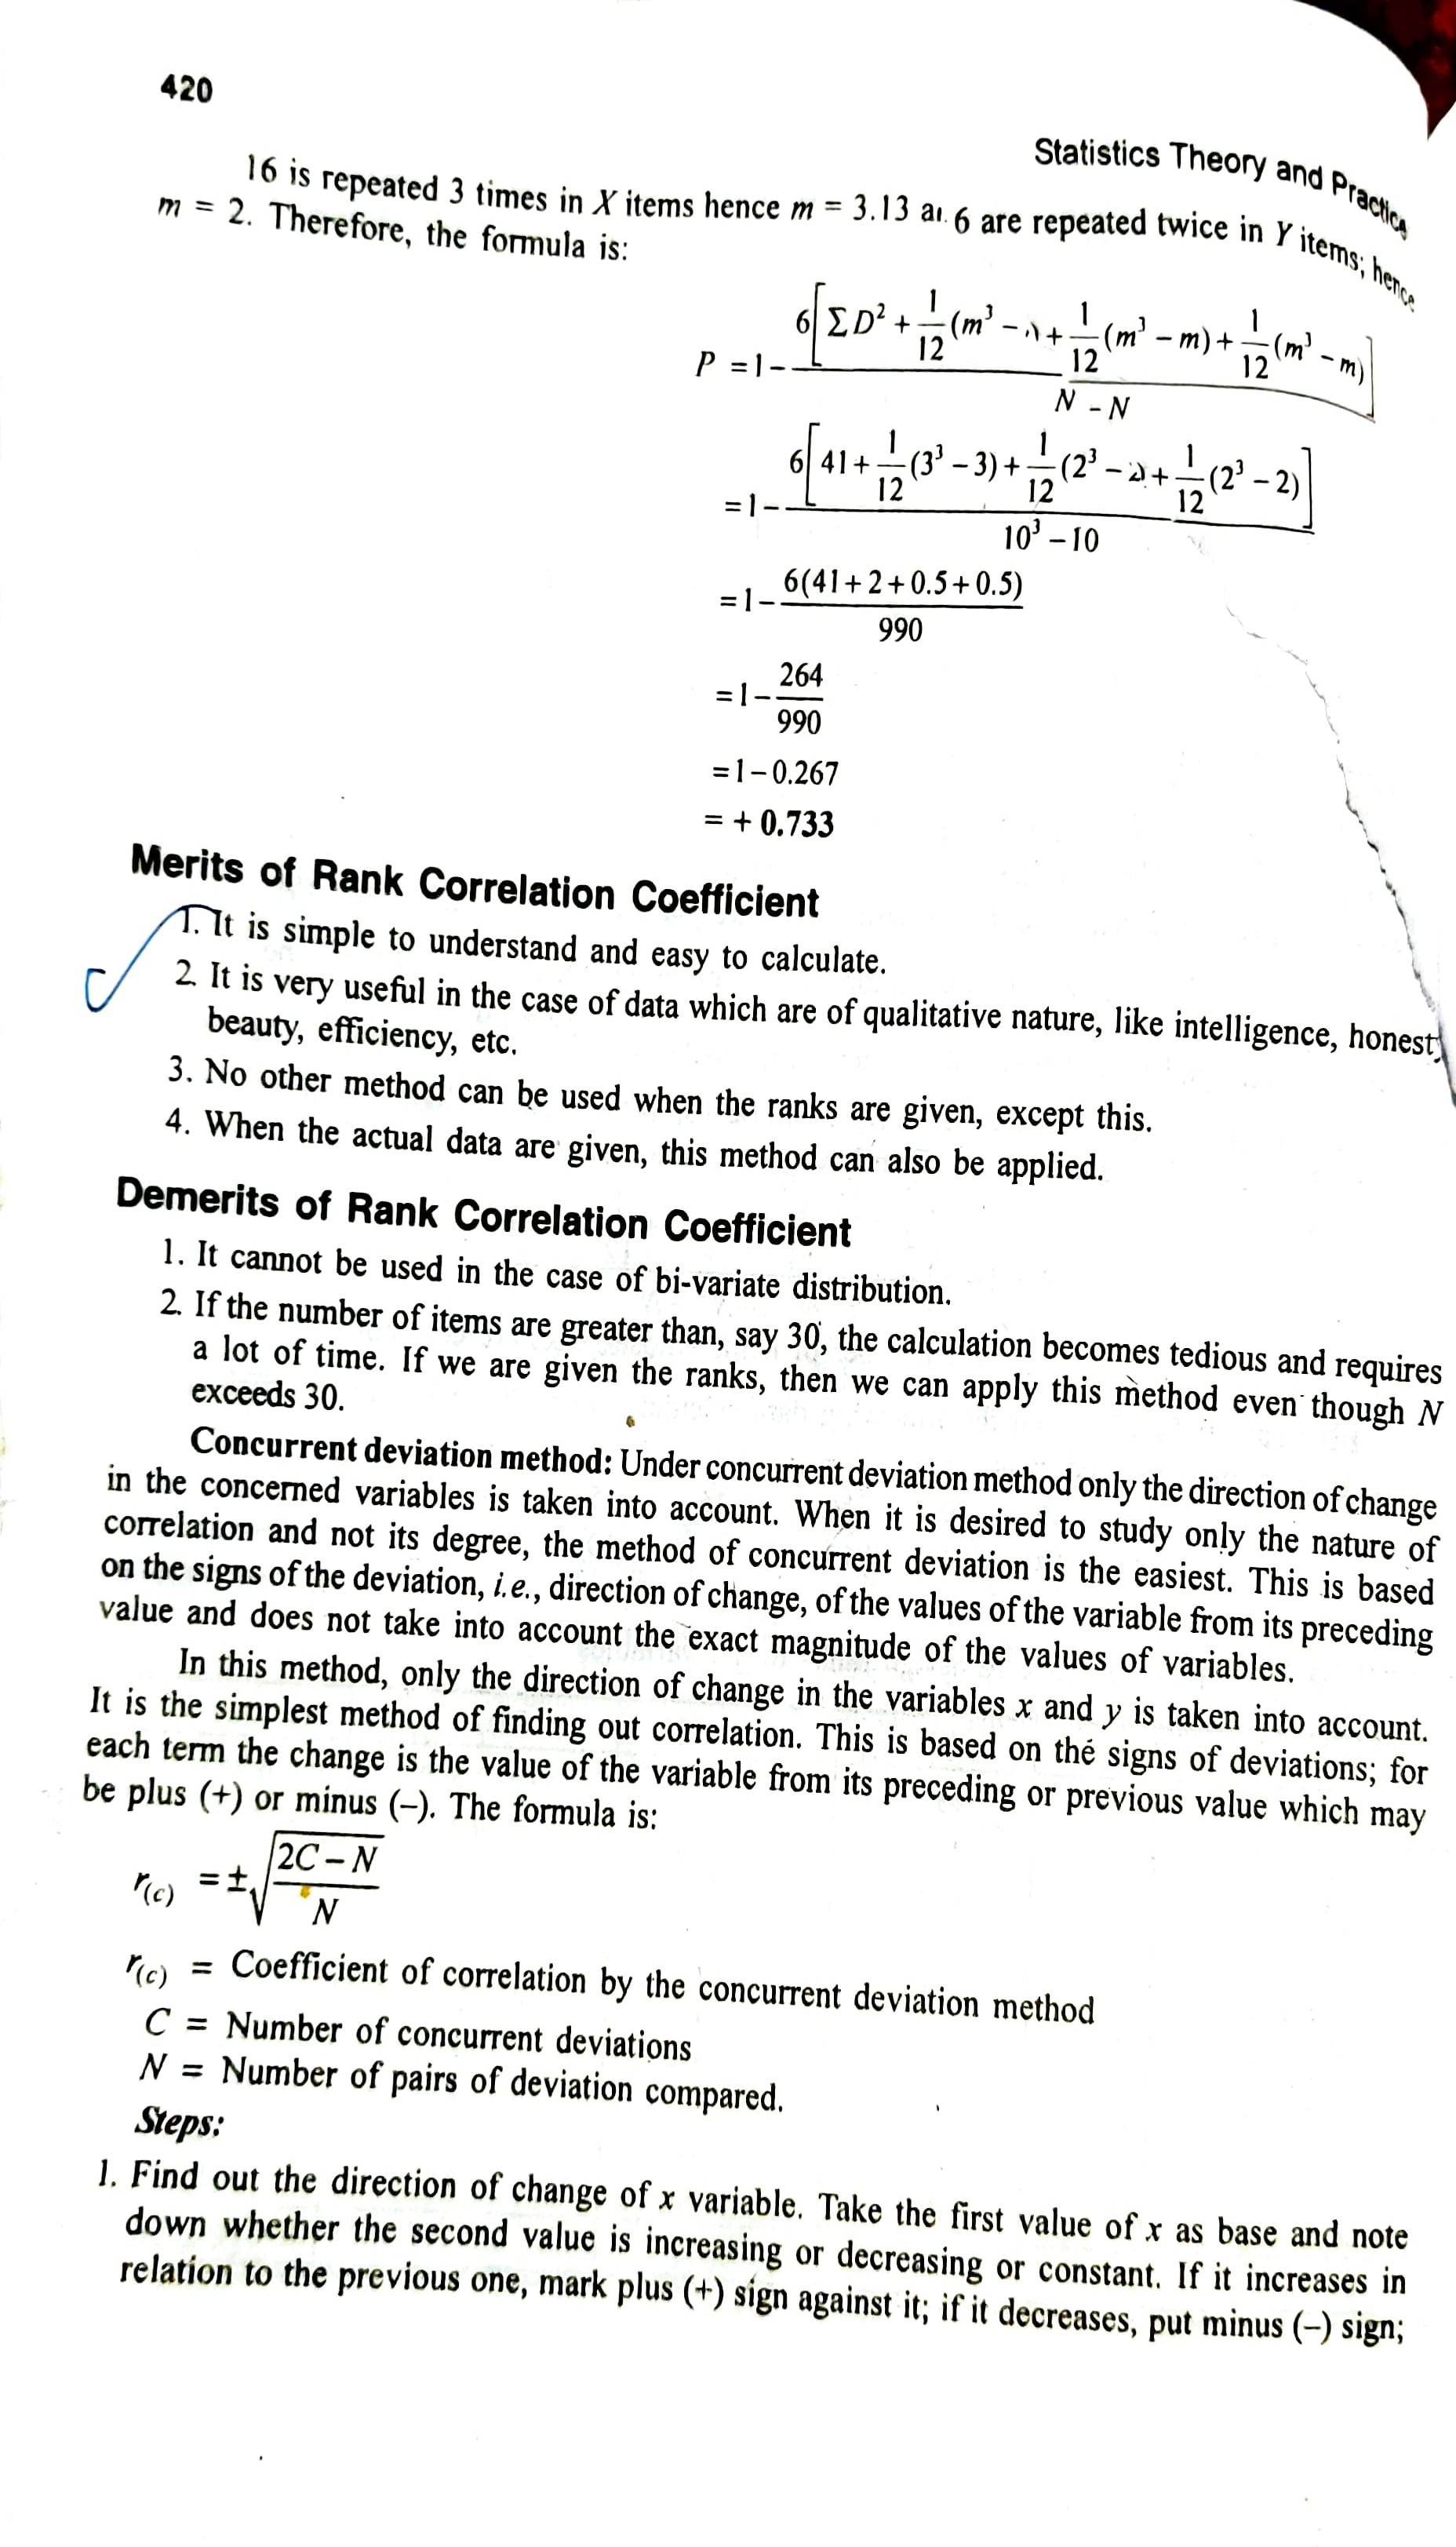 420
Statistics Theory and Practice
16 is repeated 3 times in X items hence m = 3.13 6 are repeated twice in Y items; hence
m = 2. Therefore, the formula is:
P = 1 - 6[ΣD² + 1/12 (m³ - ) + 1/12 (m³ - m) + 1/12 (m³ - m)] / N - N
= 1 - 6[41 + 1/12 (3³ - 3) + 1/12 (2³ - 2) + 1/12 (2³ - 2)] / 10³ - 10
= 1 - 6(41 + 2 + 0.5 + 0.5) / 990
= 1 - 264 / 990
= 1 - 0.267
= + 0.733
Merits of Rank Correlation Coefficient
1. It is simple to understand and easy to calculate.
2. It is very useful in the case of data which are of qualitative nature, like intelligence, honesty,
beauty, efficiency, etc.
3. No other method can be used when the ranks are given, except this.
4. When the actual data are given, this method can also be applied.
Demerits of Rank Correlation Coefficient
1. It cannot be used in the case of bi-variate distribution.
2. If the number of items are greater than, say 30, the calculation becomes tedious and requires
a lot of time. If we are given the ranks, then we can apply this method even though N
exceeds 30.
Concurrent deviation method: Under concurrent deviation method only the direction of change
in the concerned variables is taken into account. When it is desired to study only the nature of
correlation and not its degree, the method of concurrent deviation is the easiest. This is based
on the signs of the deviation, i.e., direction of change, of the values of the variable from its preceding
value and does not take into account the exact magnitude of the values of variables.
In this method, only the direction of change in the variables x and y is taken into account.
It is the simplest method of finding out correlation. This is based on the signs of deviations; for
each term the change is the value of the variable from its preceding or previous value which may
be plus (+) or minus (–). The formula is:
r(c) = ± √(2C – N / N)
r(c) = Coefficient of correlation by the concurrent deviation method
C = Number of concurrent deviations
N = Number of pairs of deviation compared.
Steps:
1. Find out the direction of change of x variable. Take the first value of x as base and note
down whether the second value is increasing or decreasing or constant. If it increases in
relation to the previous one, mark plus (+) sign against it; if it decreases, put minus (–) sign;